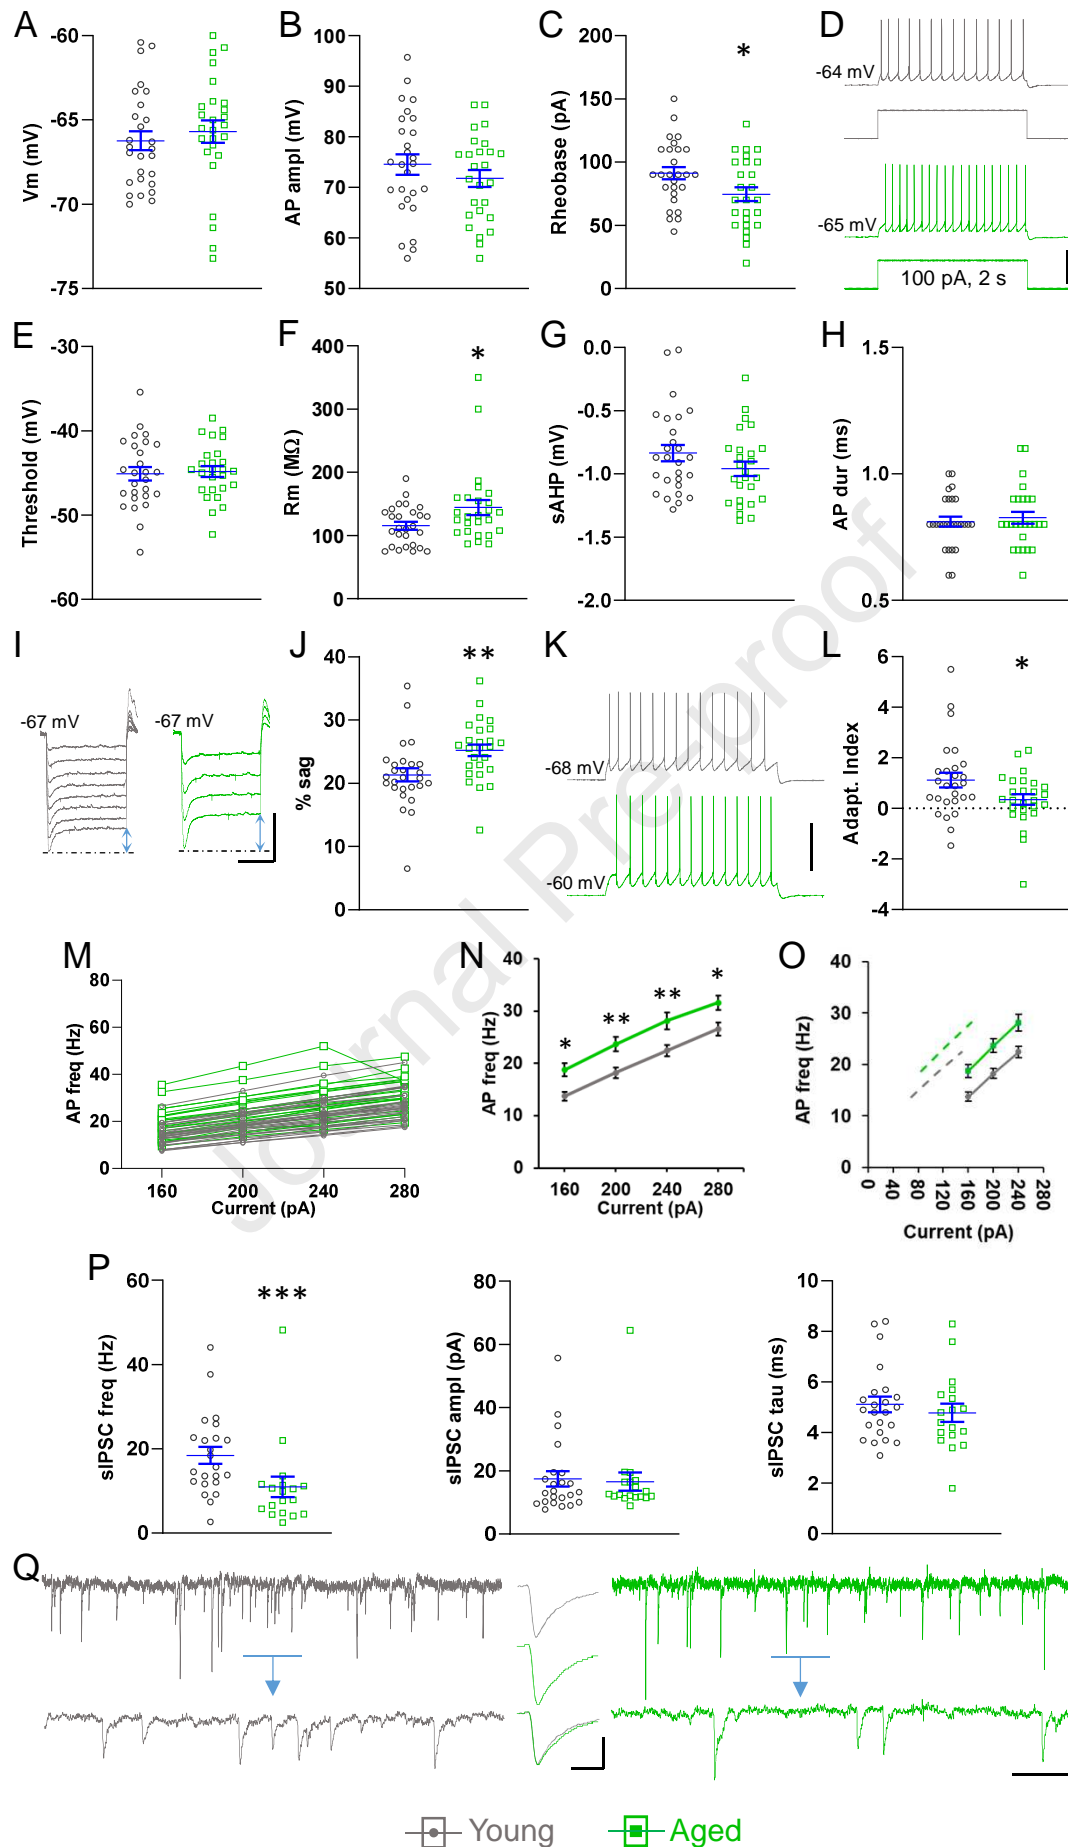 A
Vm (mV)
-60
-65
-70
-75
B
AP ampl (mV)
100
90
80
70
60
50
C
Rheobase (pA)
200
150
100
50
0
*
D
-64 mV
-65 mV
100 pA, 2 s
E
Threshold (mV)
-30
-40
-50
-60
F
Rm (MΩ)
400
300
200
100
0
*
G
sAHP (mV)
0.0
-0.5
-1.0
-1.5
-2.0
H
AP dur (ms)
1.5
1.0
0.5
I
-67 mV
-67 mV
J
% sag
40
30
20
10
0
**
K
-68 mV
-60 mV
L
Adapt. Index
6
4
2
0
-2
-4
*
M
AP freq (Hz)
80
60
40
20
0
160 200 240 280
Current (pA)
N
AP freq (Hz)
40
30
20
10
0
* ** ** *
160 200 240 280
Current (pA)
O
AP freq (Hz)
40
30
20
10
0
0 40 80 120 160 200 240 280
Current (pA)
P
sIPSC freq (Hz)
60
40
20
0
***
sIPSC ampl (pA)
80
60
40
20
0
sIPSC tau (ms)
10
8
6
4
2
0
Q
Young
Aged
Journal Pre-proof